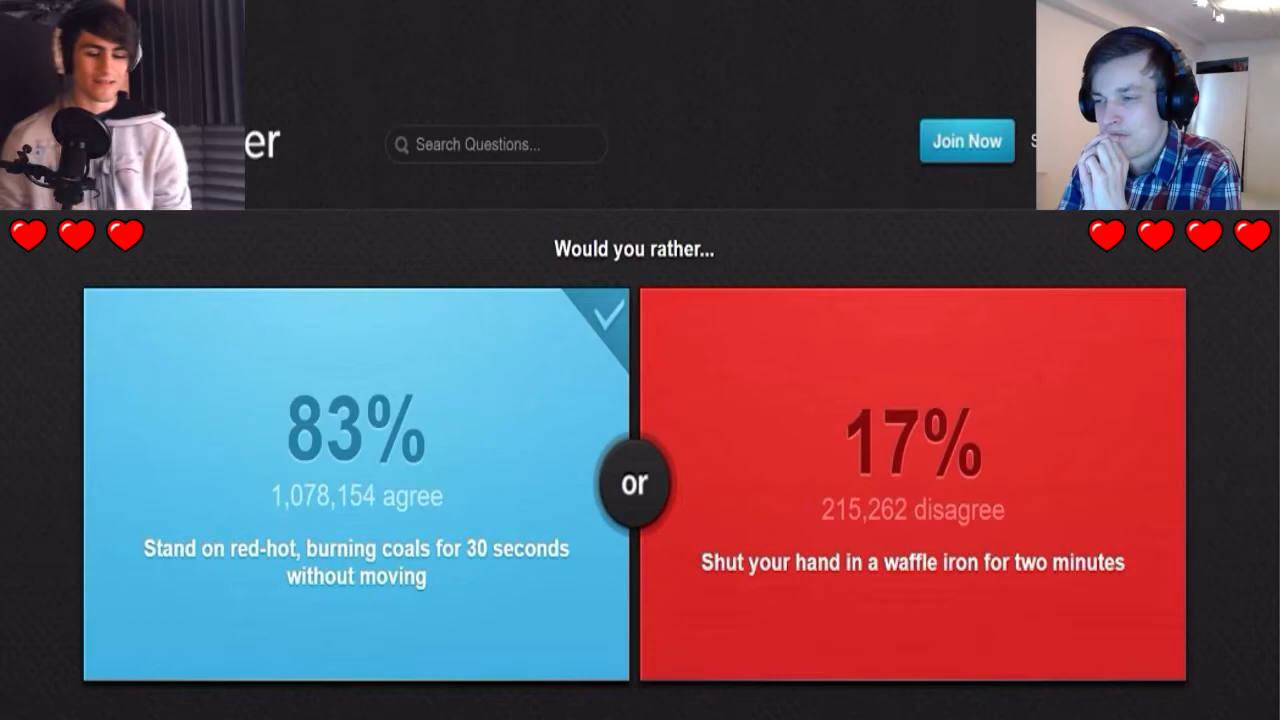 er
Search Questions...
Join Now
S
Would you rather...
83%
1,078,154 agree
Stand on red-hot, burning coals for 30 seconds
without moving
or
17%
215,262 disagree
Shut your hand in a waffle iron for two minutes